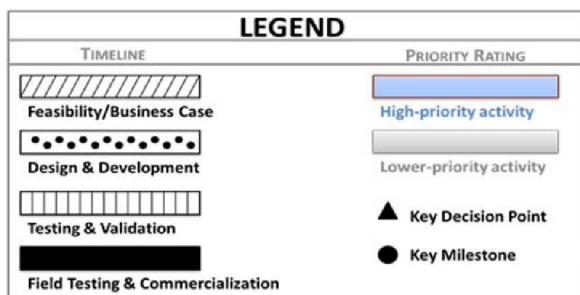 LEGEND
TIMELINE PRIORITY RATING
Feasibility/Business Case High-priority activity
Design & Development Lower-priority activity
Testing & Validation Key Decision Point
Field Testing & Commercialization Key Milestone